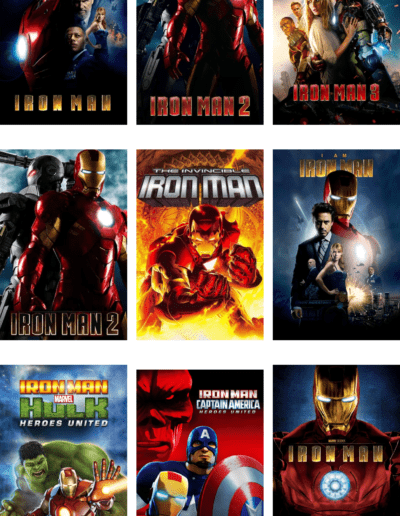 IRON MAN
IRON MAN 2
IRON MAN 3
IRON MAN 2
THE INVINCIBLE
IRON MAN
I AM
IRON MAN
IRON MAN
MARVEL
HULK
HEROES UNITED
IRON MAN
CAPTAIN AMERICA
HEROES UNITED
IRON MAN